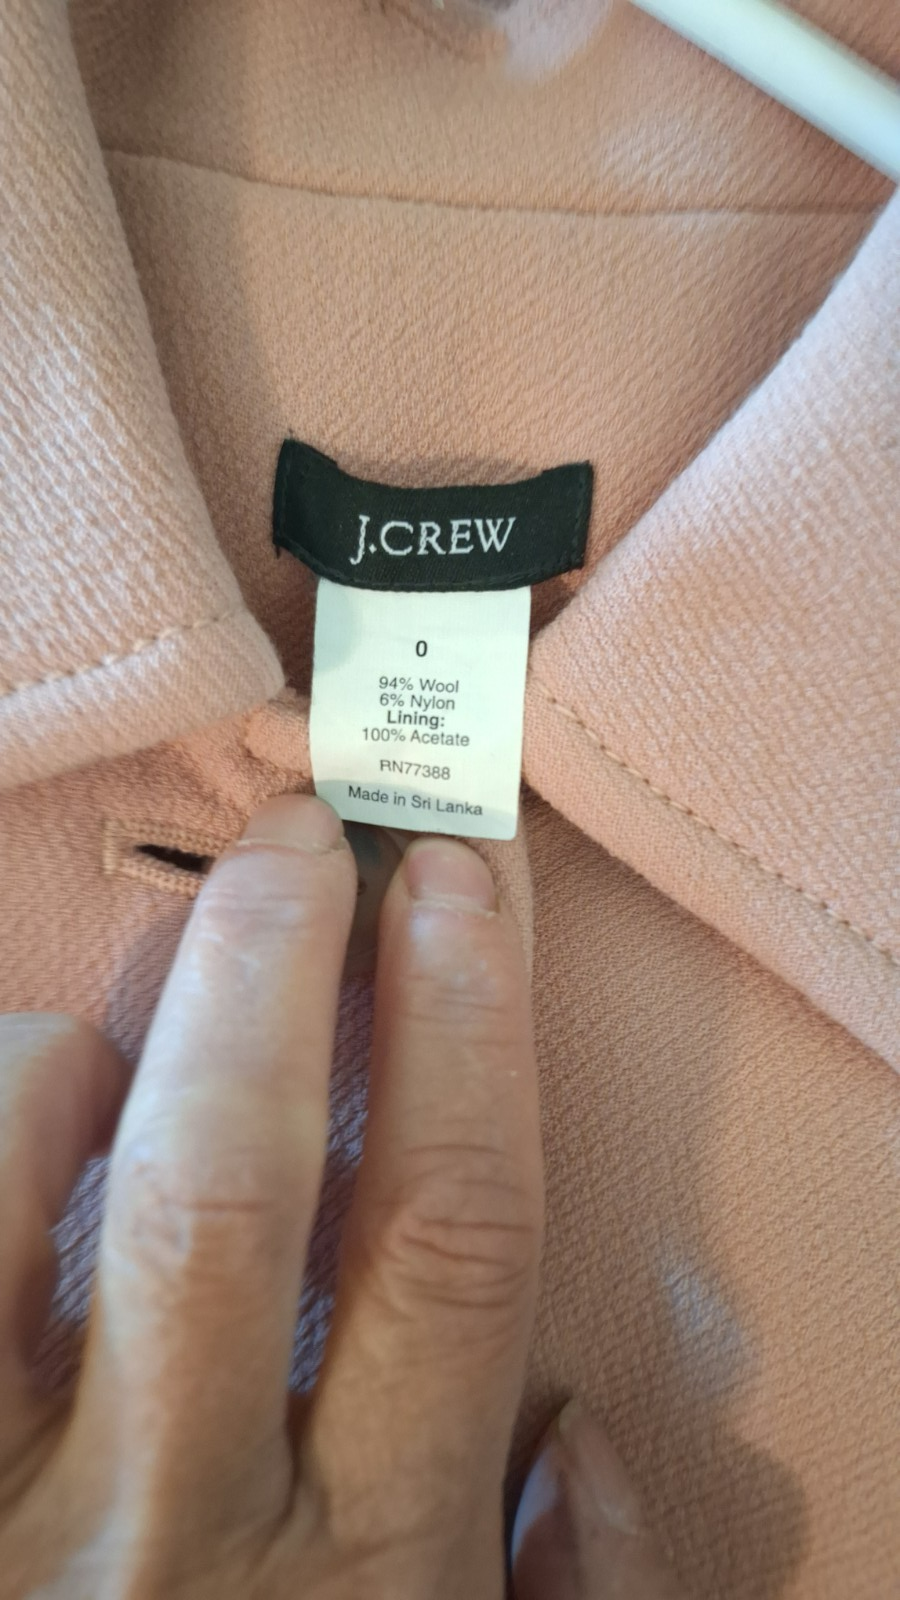 J.CREW
0
94% Wool
6% Nylon
Lining:
100% Acetate
RN77388
Made in Sri Lanka